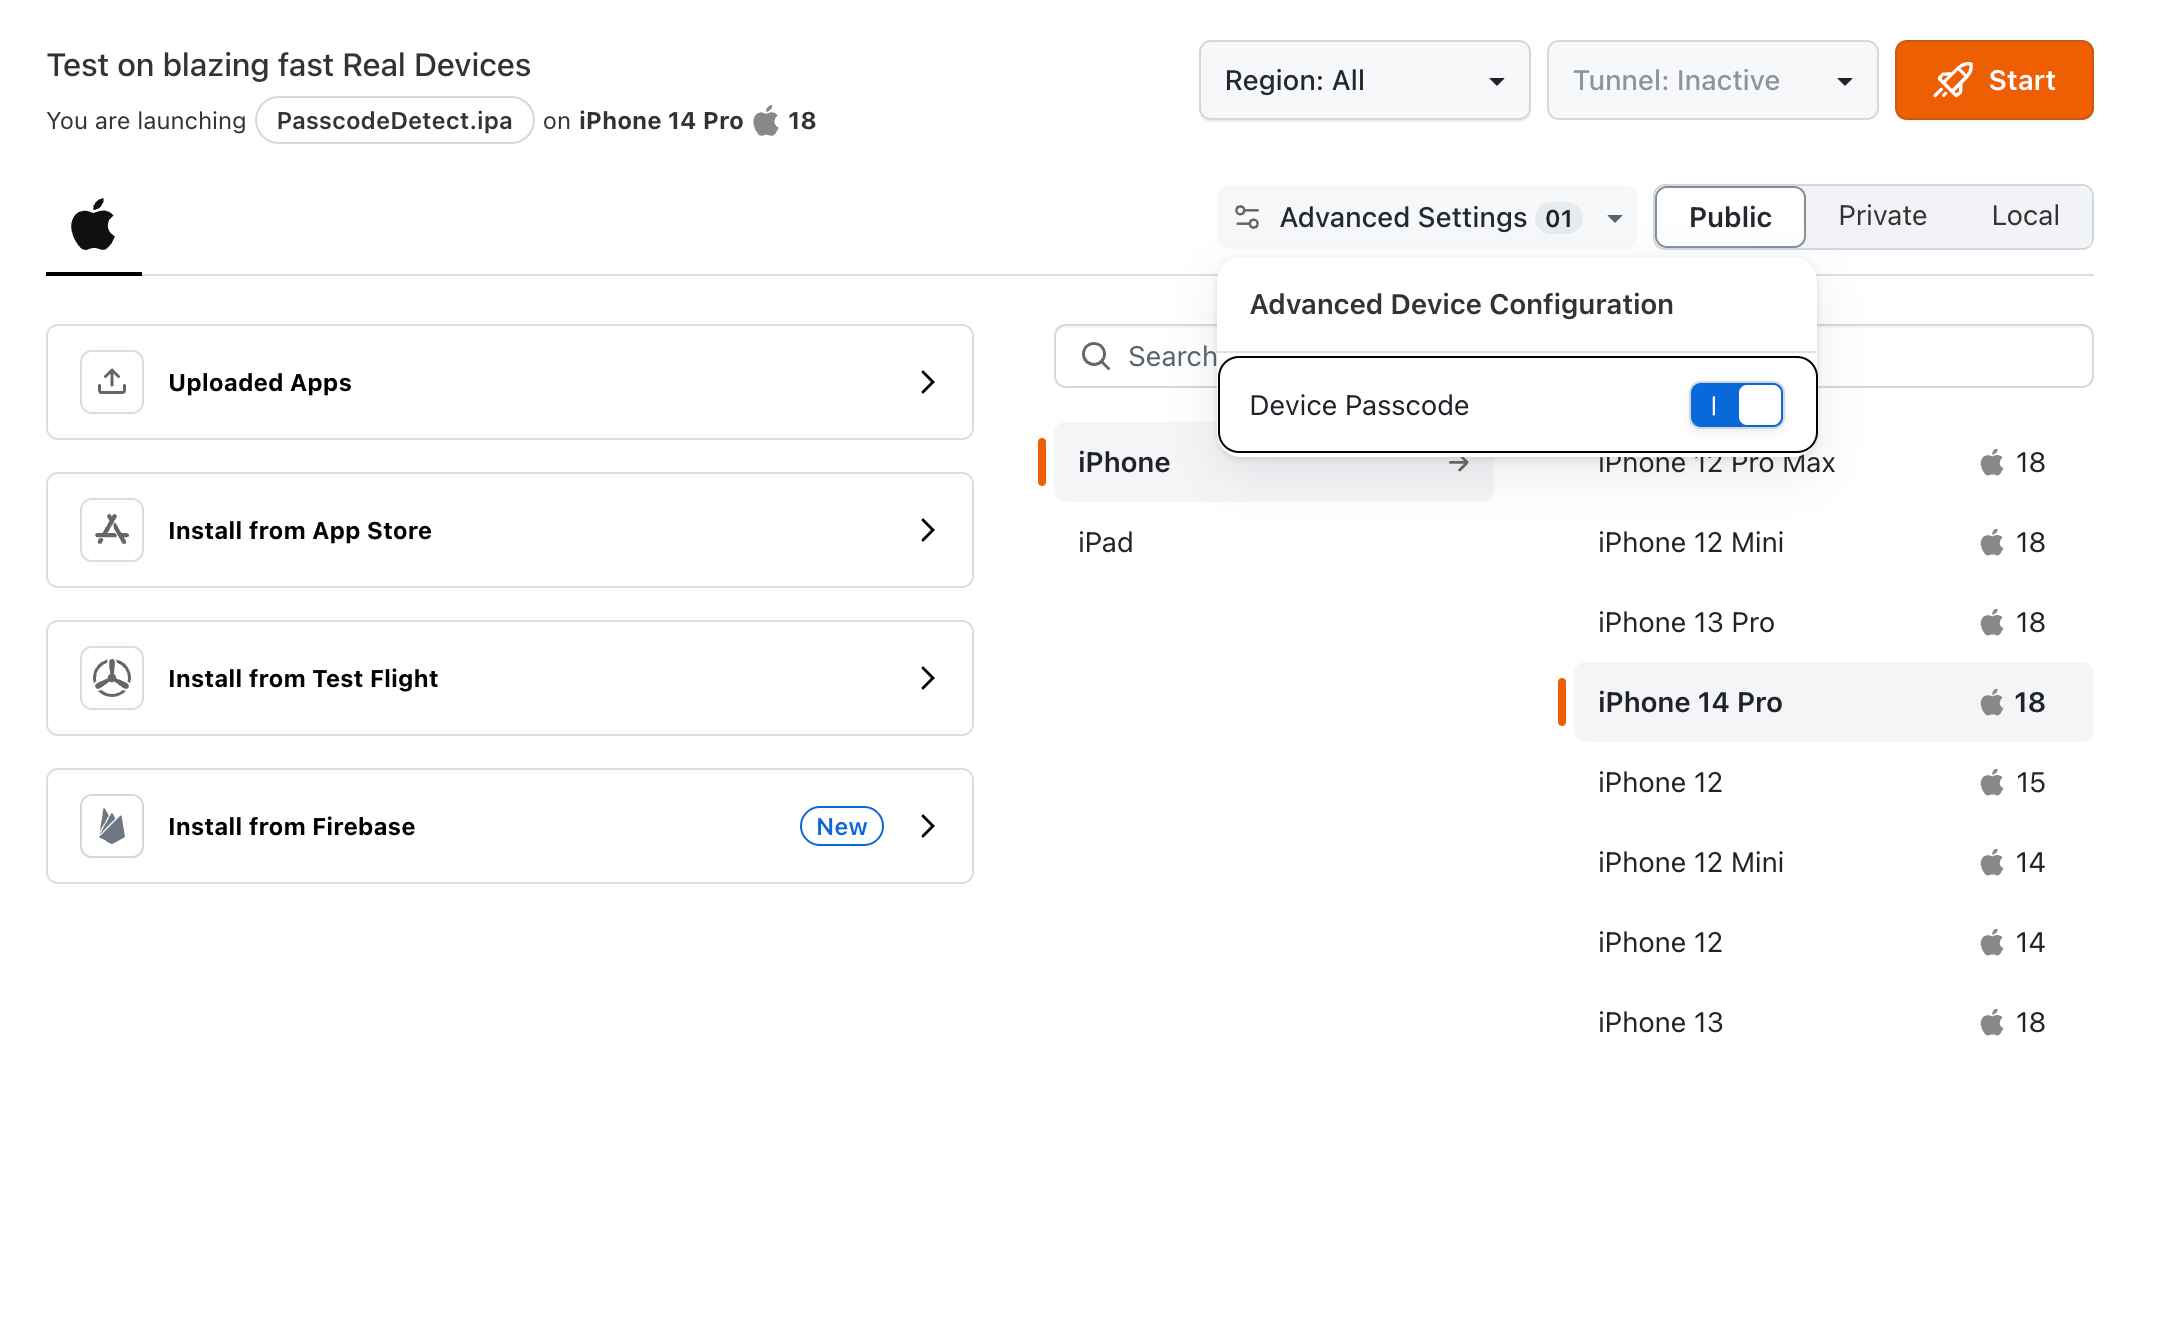 Test on blazing fast Real Devices
You are launching PasscodeDetect.ipa on iPhone 14 Pro 18
Region: All
Tunnel: Inactive
Start
Advanced Settings 01
Public
Private
Local
Advanced Device Configuration
Device Passcode
Uploaded Apps
Install from App Store
Install from Test Flight
Install from Firebase
New
Search
iPhone
iPad
iPhone 12 Pro Max 18
iPhone 12 Mini 18
iPhone 13 Pro 18
iPhone 14 Pro 18
iPhone 12 15
iPhone 12 Mini 14
iPhone 12 14
iPhone 13 18